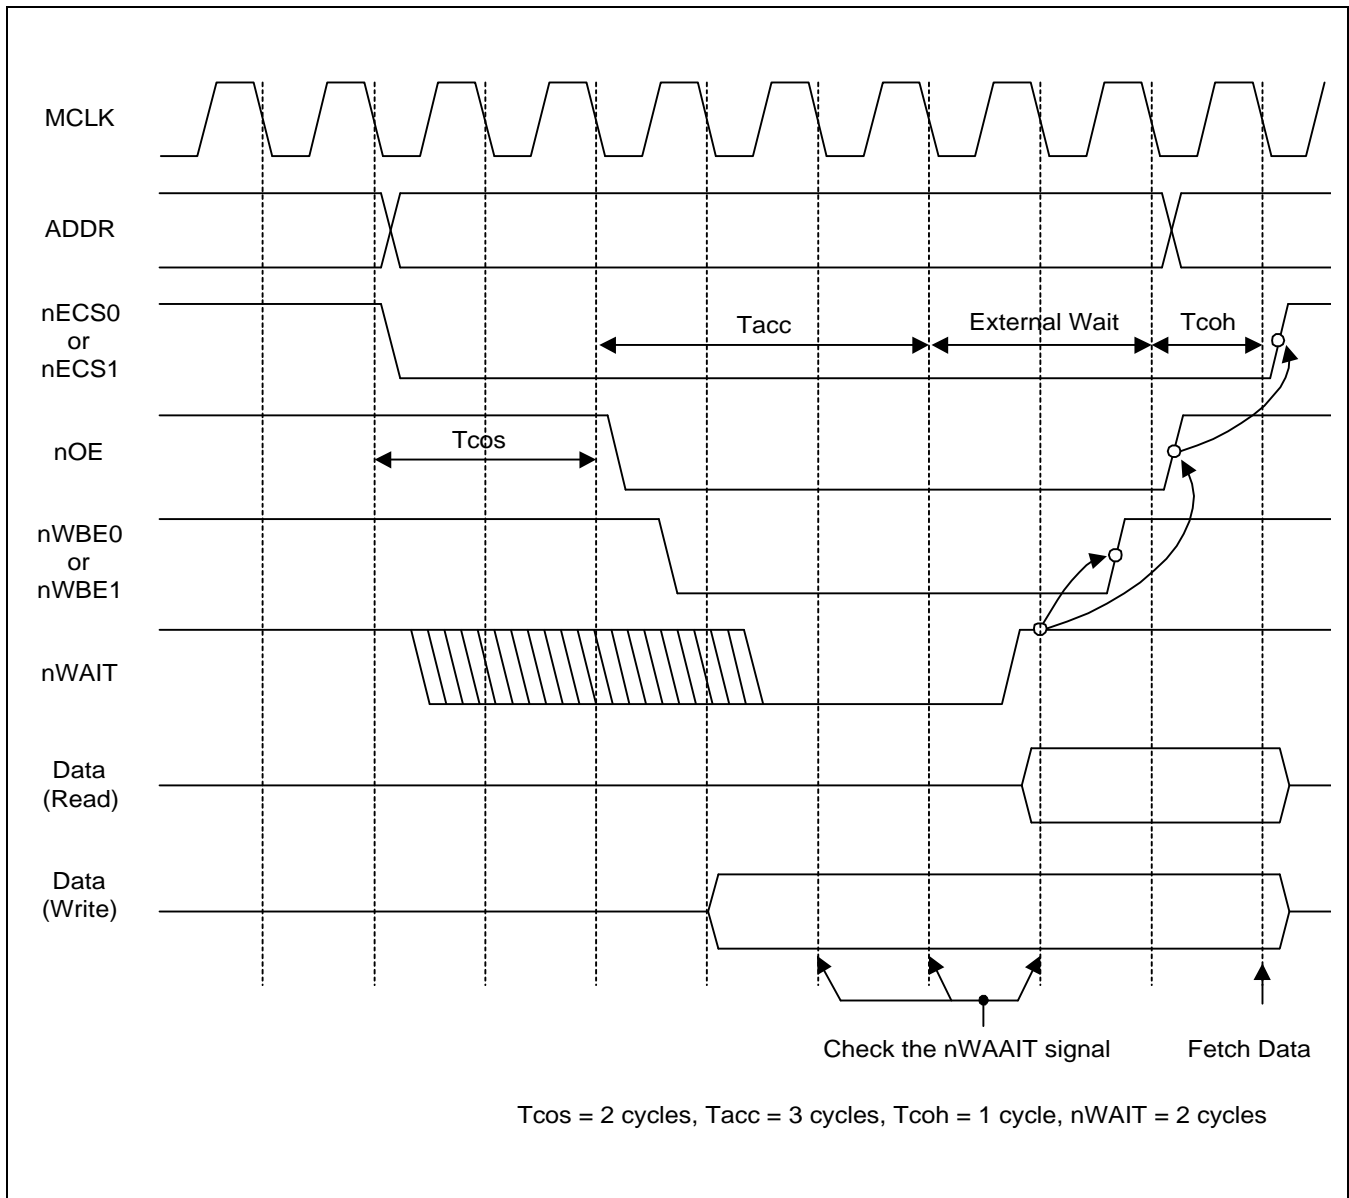 MCLK
ADDR
nECS0
or
nECS1
Tacc
External Wait
Tcoh
nOE
Tcos
nWBE0
or
nWBE1
nWAIT
Data
(Read)
Data
(Write)
Check the nWAAIT signal
Fetch Data
Tcos = 2 cycles, Tacc = 3 cycles, Tcoh = 1 cycle, nWAIT = 2 cycles